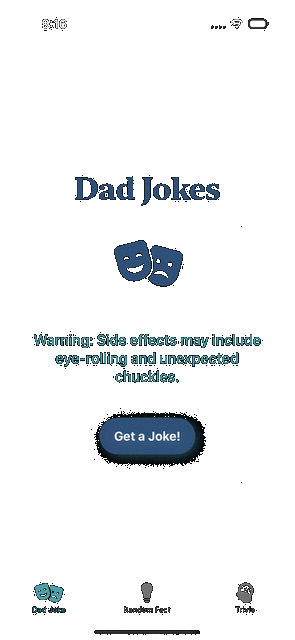 9:16
Dad Jokes
Warning: Side effects may include
eye-rolling and unexpected
chuckles.
Get a Joke!
Dad Joke
Random Fact
Trivia